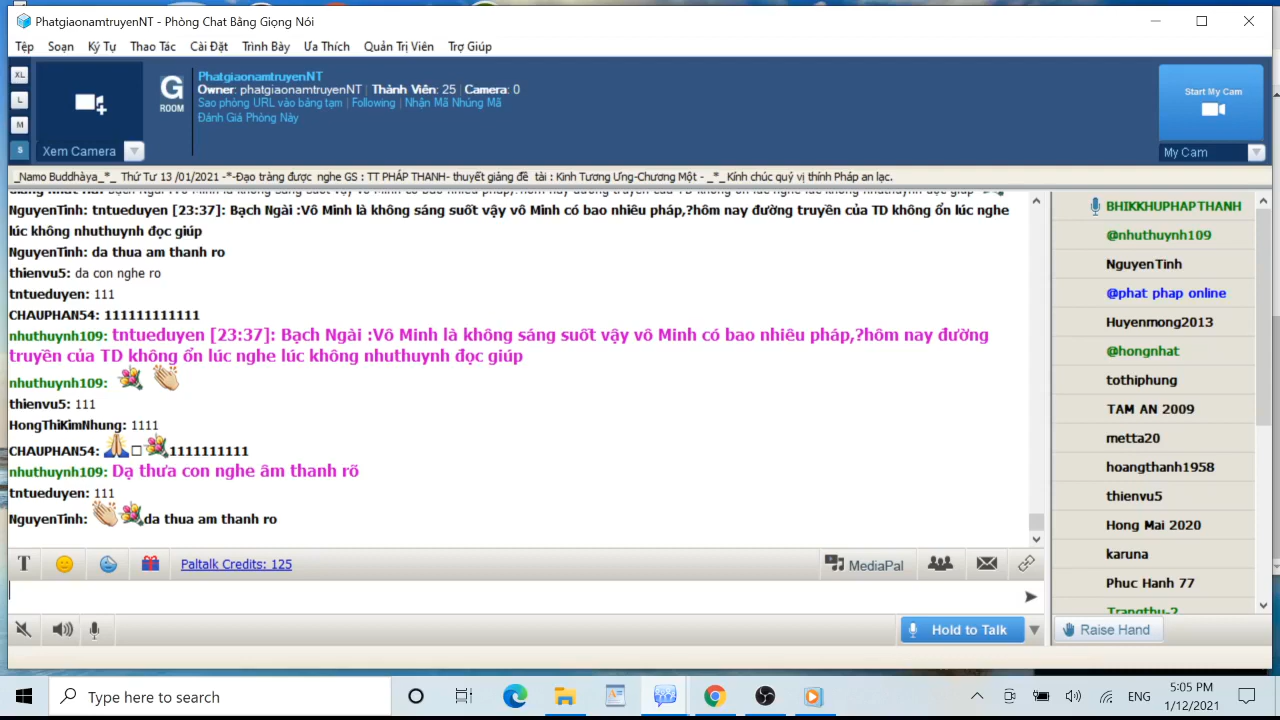 PhatgiaonamtruyenNT - Phòng Chat Bằng Giọng Nói
Tệp Soạn Ký Tự Thao Tác Cài Đặt Trình Bày Ưa Thích Quản Trị Viên Trợ Giúp
XL
L
M
S
Xem Camera
G
ROOM
PhatgiaonamtruyenNT
Owner: phatgiaonamtruyenNT | Thành Viên: 25 | Camera: 0
Sao phòng URL vào bảng tạm | Following | Nhận Mã Nhúng Mã
Đánh Giá Phòng Này
Start My Cam
My Cam
_Namo Buddhàya_*_ Thứ Tư 13 /01/2021 -*-Đạo tràng được nghe GS : TT PHÁP THANH- thuyết giảng đề tài : Kinh Tương Ưng-Chương Một - _*_Kính chúc quý vị thính Pháp an lạc.
NguyenTinh: tntueduyen [23:37]: Bạch Ngài :Vô Minh là không sáng suốt vậy vô Minh có bao nhiêu pháp,?hôm nay đường truyền của TD không ổn lúc nghe
lúc không nhuthuynh đọc giúp
NguyenTinh: da thua am thanh ro
thienvu5: da con nghe ro
tntueduyen: 111
CHAUPHAN54: 111111111111
nhuthuynh109: tntueduyen [23:37]: Bạch Ngài :Vô Minh là không sáng suốt vậy vô Minh có bao nhiêu pháp,?hôm nay đường
truyền của TD không ổn lúc nghe lúc không nhuthuynh đọc giúp
nhuthuynh109:
thienvu5: 111
HongThiKimNhung: 1111
CHAUPHAN54: 1111111111
nhuthuynh109: Dạ thưa con nghe âm thanh rõ
tntueduyen: 111
NguyenTinh: da thua am thanh ro
BHIKKHUPHAPTHANH
@nhuthuynh109
NguyenTinh
@phat phap online
Huyenmong2013
@hongnhat
tothiphung
TAM AN 2009
metta20
hoangthanh1958
thienvu5
Hong Mai 2020
karuna
Phuc Hanh 77
Trangthu-2
T Paltalk Credits: 125 MediaPal
Hold to Talk
Raise Hand
Type here to search
ENG
5:05 PM
1/12/2021